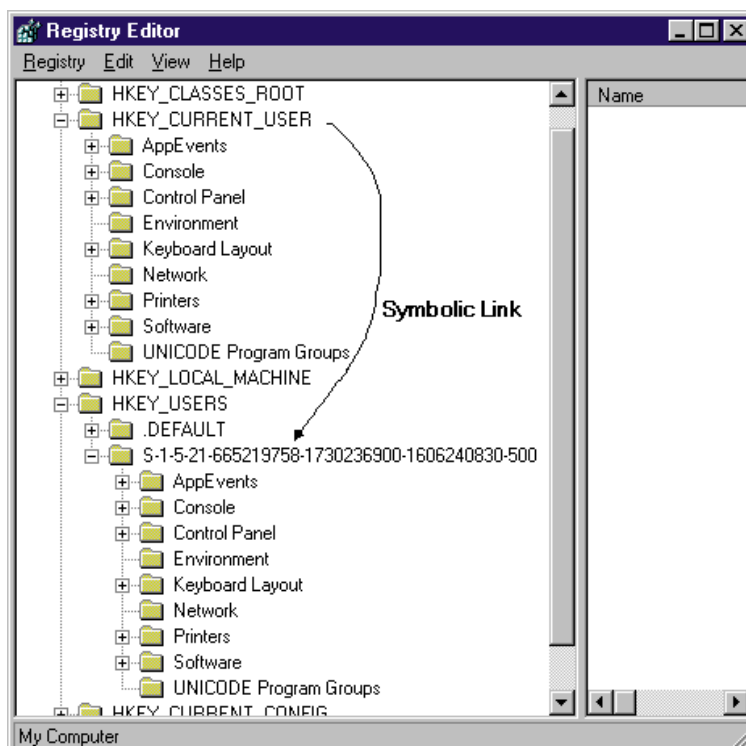 Registry Editor
Registry Edit View Help
HKEY_CLASSES_ROOT
HKEY_CURRENT_USER
AppEvents
Console
Control Panel
Environment
Keyboard Layout
Network
Printers
Software
UNICODE Program Groups
HKEY_LOCAL_MACHINE
HKEY_USERS
.DEFAULT
S-1-5-21-665219758-1730236900-1606240830-500
AppEvents
Console
Control Panel
Environment
Keyboard Layout
Network
Printers
Software
UNICODE Program Groups
HKEY_CURRENT_CONFIG
Symbolic Link
Name
My Computer